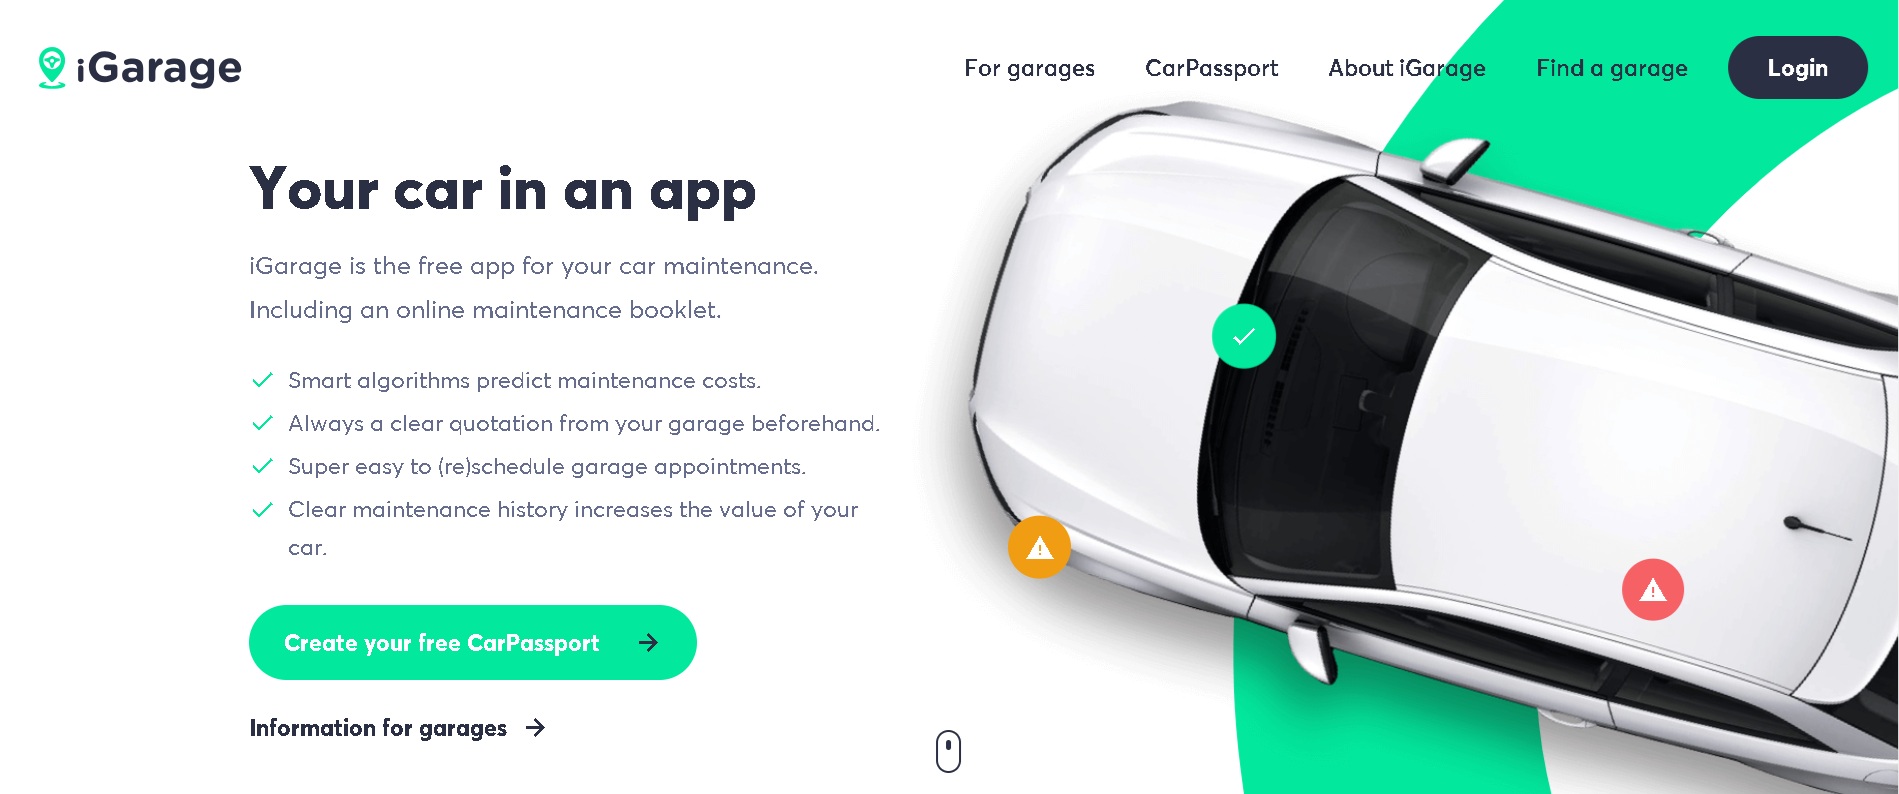 iGarage
For garages
CarPassport
About iGarage
Find a garage
Login
Your car in an app
iGarage is the free app for your car maintenance.
Including an online maintenance booklet.
Smart algorithms predict maintenance costs.
Always a clear quotation from your garage beforehand.
Super easy to (re)schedule garage appointments.
Clear maintenance history increases the value of your
car.
Create your free CarPassport
Information for garages